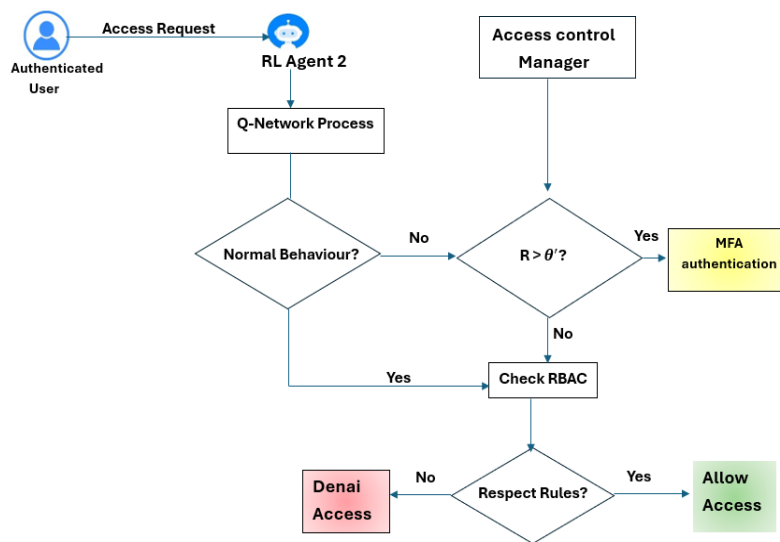 Access Request
Authenticated
User
RL Agent 2
Access control
Manager
Q-Network Process
Normal Behaviour?
No
R > θ′?
Yes
MFA
authentication
No
Yes
Check RBAC
Denai
Access
No
Respect Rules?
Yes
Allow
Access